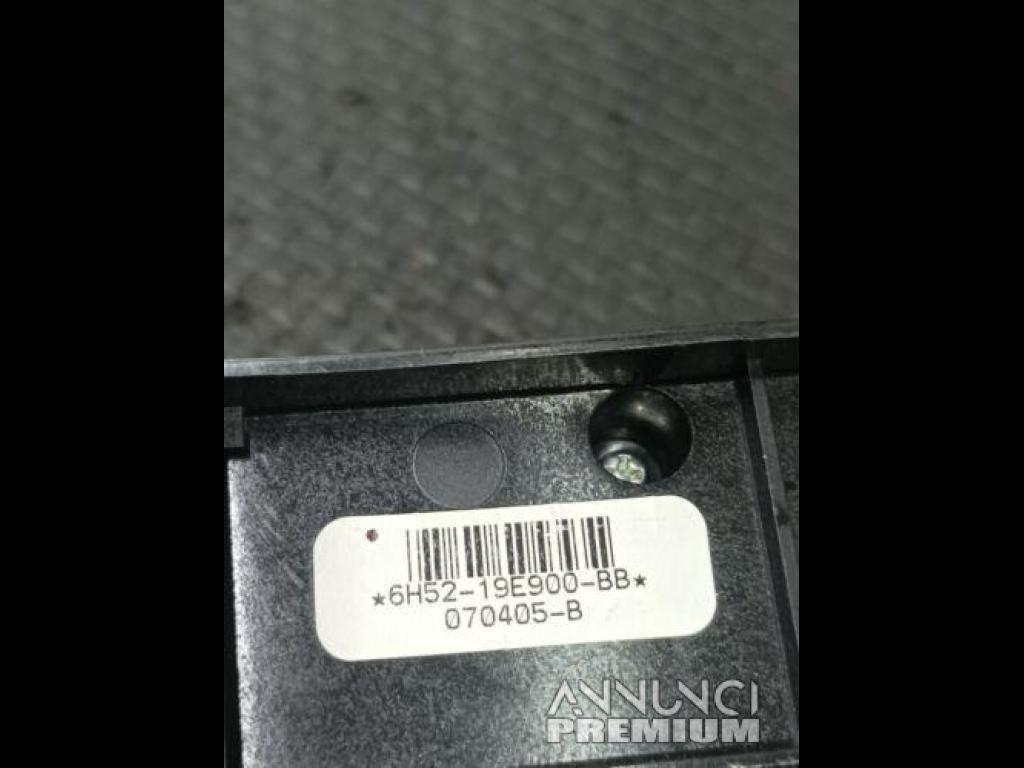 *6H52-19E900-BB*
070405-B
ANNUNCI
PREMIUM